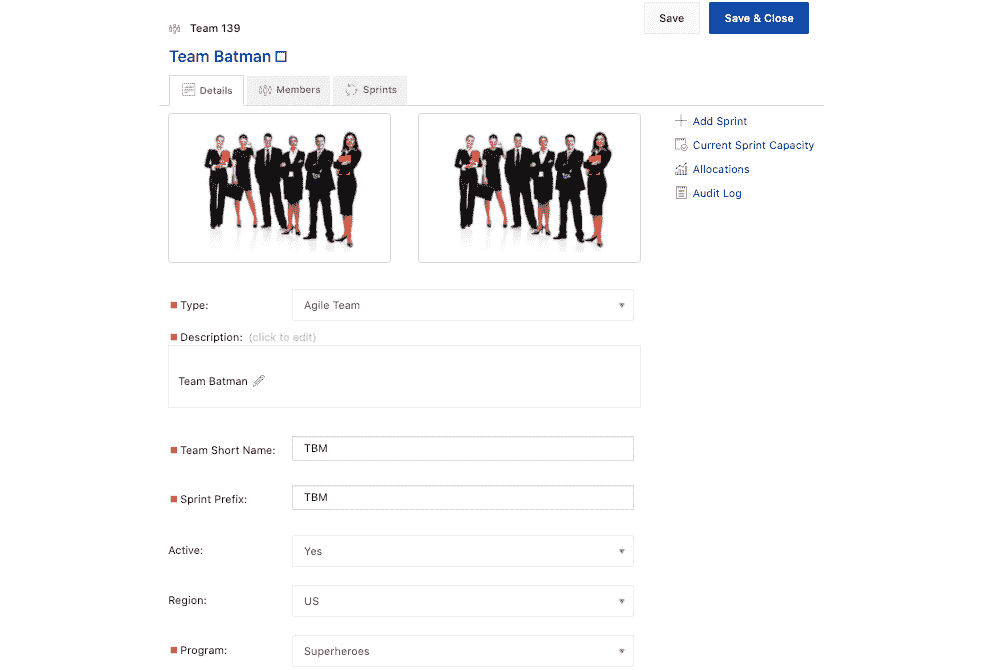 Team 139
Save
Save & Close
Team Batman
Details
Members
Sprints
Add Sprint
Current Sprint Capacity
Allocations
Audit Log
Type:
Agile Team
Description: (click to edit)
Team Batman
Team Short Name:
TBM
Sprint Prefix:
TBM
Active:
Yes
Region:
US
Program:
Superheroes